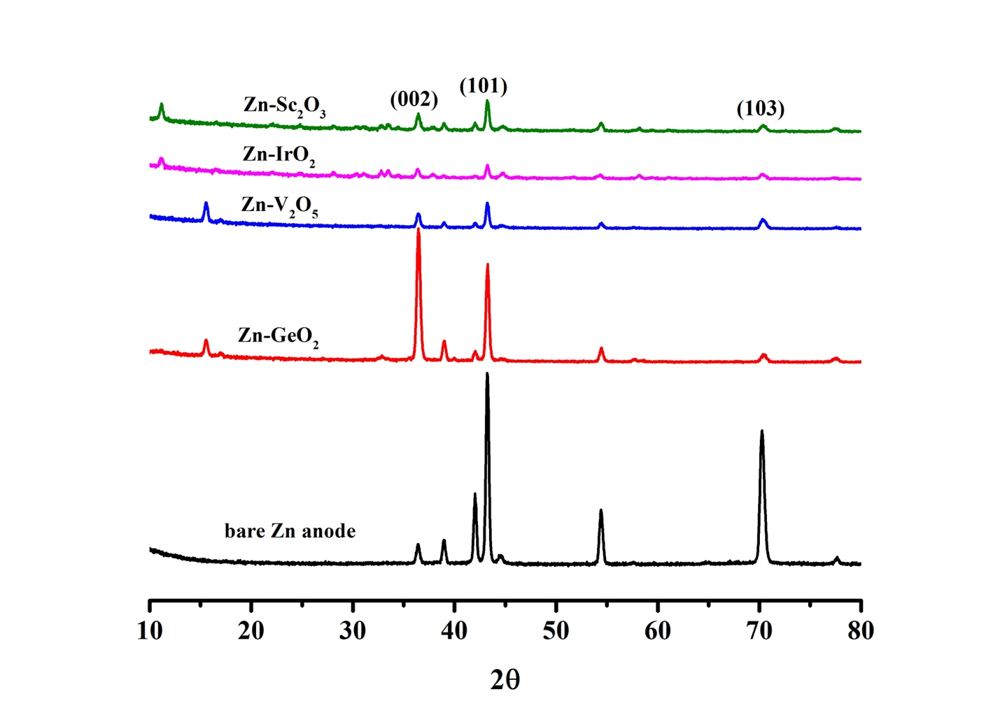 (101)
(002)
(103)
Zn-Sc₂O₃
Zn-IrO₂
Zn-V₂O₅
Zn-GeO₂
bare Zn anode
10 20 30 40 50 60 70 80
2θ